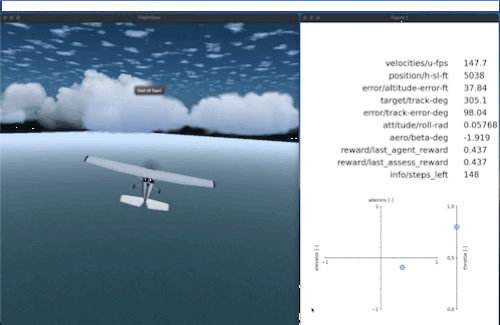 FlightGear
Figure 1
Out of fuel!
velocities/u-fps 147.7
position/h-sl-ft 5038
error/altitude-error-ft 37.84
target/track-deg 305.1
error/track-error-deg 98.04
attitude/roll-rad 0.05768
aero/beta-deg -1.919
reward/last_agent_reward 0.437
reward/last_assess_reward 0.437
info/steps_left 148
ailerons [-]
1
1.0
elevator [-]
−1
1
0.5
throttle [-]
−1
0.0